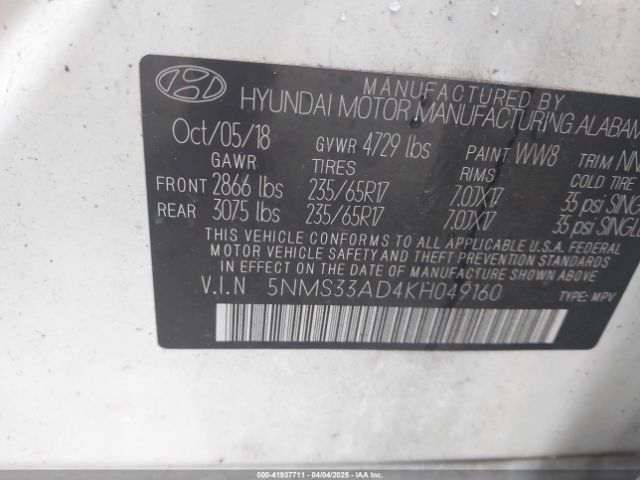 MANUFACTURED BY
HYUNDAI MOTOR MANUFACTURING ALABAM
Oct/05/18 GVWR 4729 lbs PAINT WW8 TRIM NN
GAWR TIRES RIMS COLD TIRE
FRONT 2866 lbs 235/65R17 7.0JX17 35 psi SING
REAR 3075 lbs 235/65R17 7.0JX17 35 psi SINGL
THIS VEHICLE CONFORMS TO ALL APPLICABLE U.S.A. FEDERAL
MOTOR VEHICLE SAFETY AND THEFT PREVENTION STANDARDS
IN EFFECT ON THE DATE OF MANUFACTURE SHOWN ABOVE.
V.I.N 5NMS33AD4KH049160 TYPE: MPV
000-41937711 - 04/04/2025 - IAAI.COM